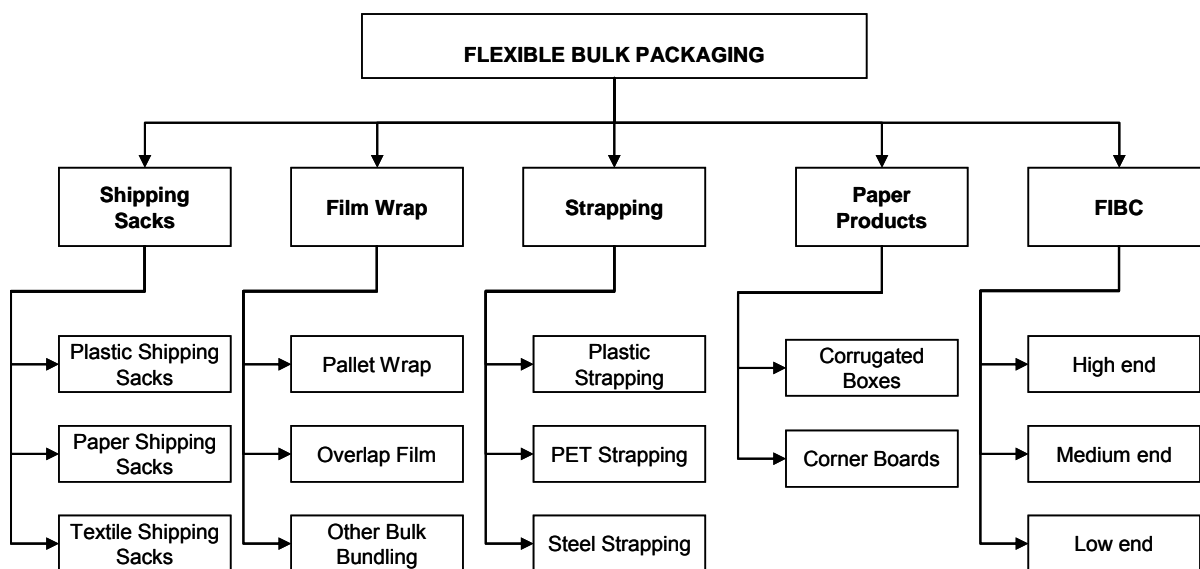 FLEXIBLE BULK PACKAGING
Shipping
Sacks
Film Wrap
Strapping
Paper
Products
FIBC
Plastic Shipping
Sacks
Pallet Wrap
Plastic
Strapping
Corrugated
Boxes
High end
Paper Shipping
Sacks
Overlap Film
PET Strapping
Corner Boards
Medium end
Textile Shipping
Sacks
Other Bulk
Bundling
Steel Strapping
Low end